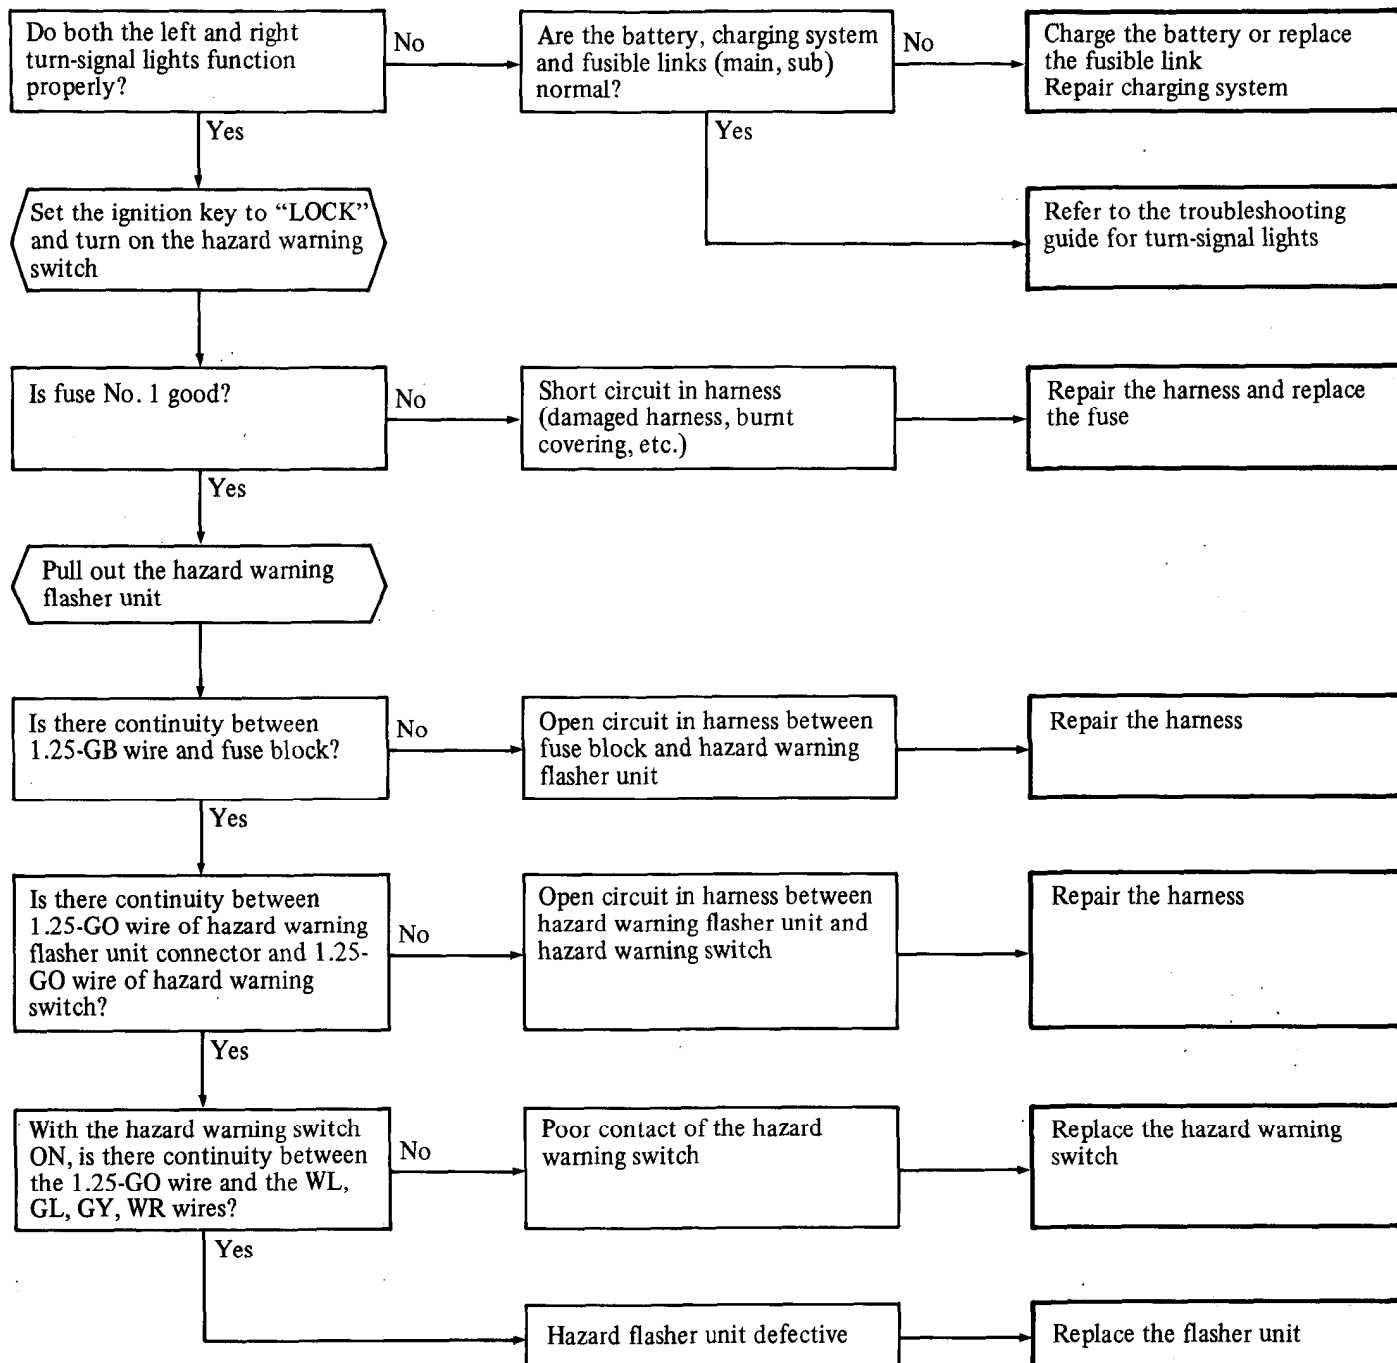 Do both the left and right
turn-signal lights function
properly?
No
Are the battery, charging system
and fusible links (main, sub)
normal?
No
Charge the battery or replace
the fusible link
Repair charging system
Yes
Yes
Set the ignition key to “LOCK”
and turn on the hazard warning
switch
Refer to the troubleshooting
guide for turn-signal lights
Is fuse No. 1 good?
No
Short circuit in harness
(damaged harness, burnt
covering, etc.)
Repair the harness and replace
the fuse
Yes
Pull out the hazard warning
flasher unit
Is there continuity between
1.25-GB wire and fuse block?
No
Open circuit in harness between
fuse block and hazard warning
flasher unit
Repair the harness
Yes
Is there continuity between
1.25-GO wire of hazard warning
flasher unit connector and 1.25-
GO wire of hazard warning
switch?
No
Open circuit in harness between
hazard warning flasher unit and
hazard warning switch
Repair the harness
Yes
With the hazard warning switch
ON, is there continuity between
the 1.25-GO wire and the WL,
GL, GY, WR wires?
No
Poor contact of the hazard
warning switch
Replace the hazard warning
switch
Yes
Hazard flasher unit defective
Replace the flasher unit